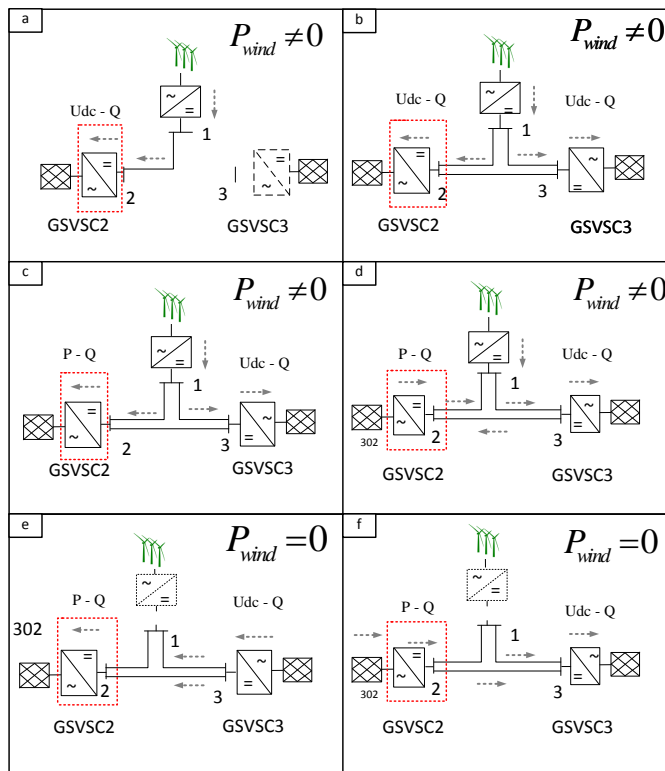 a
P_wind ≠ 0
Udc - Q
~
=
1
=
~
2
3
~
=
GSVSC2
GSVSC3
b
P_wind ≠ 0
Udc - Q
Udc - Q
~
=
1
=
~
2
3
~
=
GSVSC2
GSVSC3
c
P_wind ≠ 0
P - Q
Udc - Q
~
=
1
=
~
2
3
~
=
GSVSC2
GSVSC3
d
P_wind ≠ 0
P - Q
Udc - Q
~
=
1
=
~
302
2
3
~
=
GSVSC2
GSVSC3
e
P_wind = 0
P - Q
Udc - Q
~
=
302
1
=
~
2
3
~
=
GSVSC2
GSVSC3
f
P_wind = 0
P - Q
Udc - Q
~
=
1
=
~
302
2
3
~
=
GSVSC2
GSVSC3